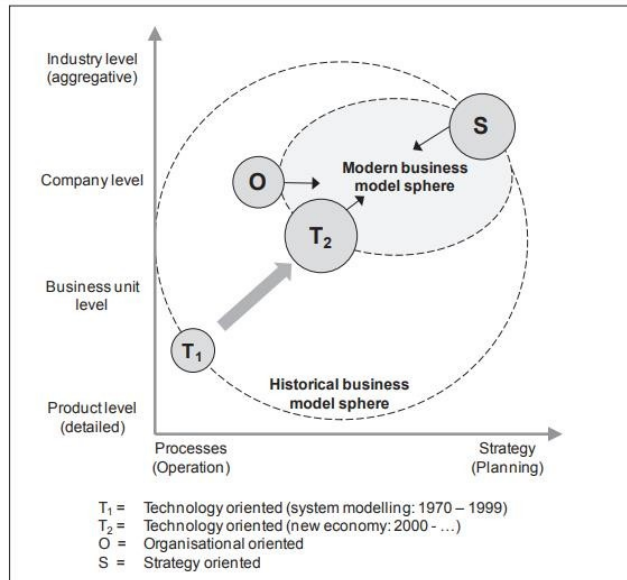 Industry level
(aggregative)
S
Modern business
model sphere
Company level
O
T₂
Business unit
level
T₁
Historical business
model sphere
Product level
(detailed)
Processes
(Operation)
Strategy
(Planning)
T₁ = Technology oriented (system modelling: 1970 – 1999)
T₂ = Technology oriented (new economy: 2000 - ...)
O = Organisational oriented
S = Strategy oriented